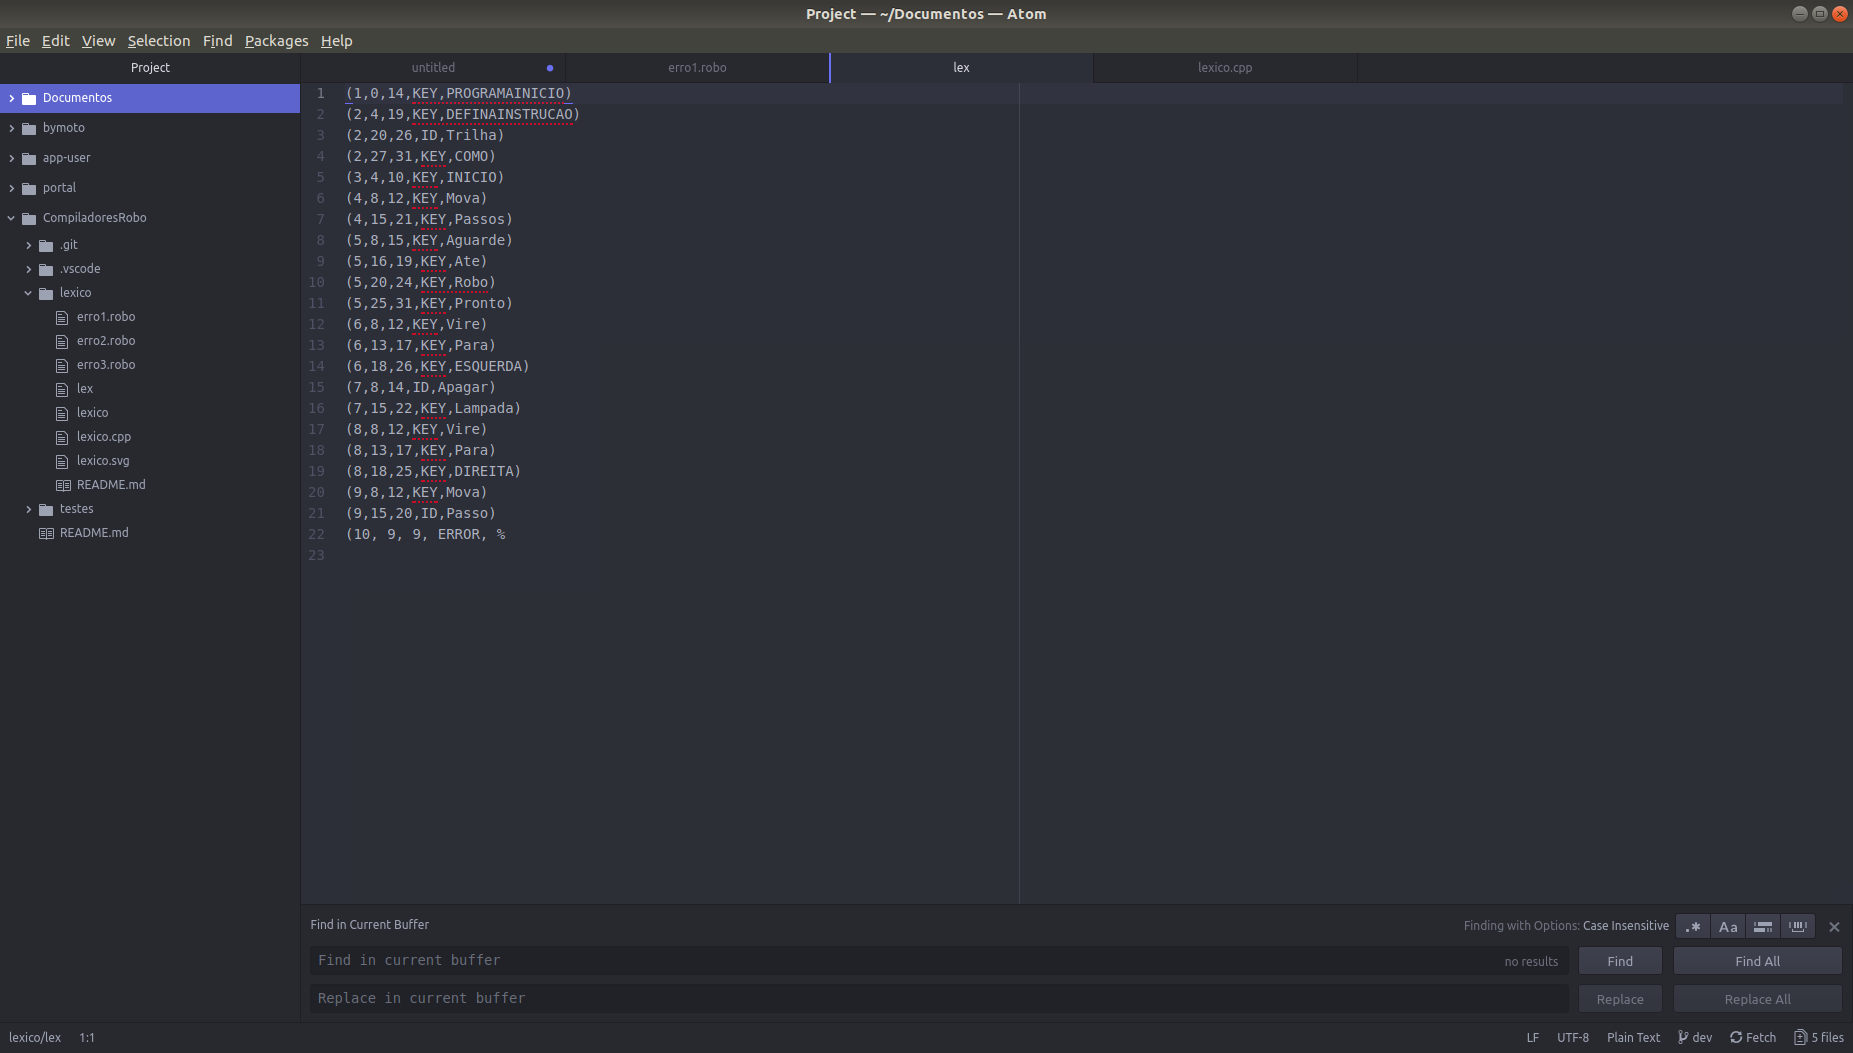 Project — ~/Documentos — Atom
File Edit View Selection Find Packages Help
Project
Documentos
bymoto
app-user
portal
CompiladoresRobo
.git
.vscode
lexico
erro1.robo
erro2.robo
erro3.robo
lex
lexico
lexico.cpp
lexico.svg
README.md
testes
README.md
untitled erro1.robo lex lexico.cpp
1 (1,0,14,KEY,PROGRAMAINICIO)
2 (2,4,19,KEY,DEFINAINSTRUCAO)
3 (2,20,26,ID,Trilha)
4 (2,27,31,KEY,COMO)
5 (3,4,10,KEY,INICIO)
6 (4,8,12,KEY,Mova)
7 (4,15,21,KEY,Passos)
8 (5,8,15,KEY,Aguarde)
9 (5,16,19,KEY,Ate)
10 (5,20,24,KEY,Robo)
11 (5,25,31,KEY,Pronto)
12 (6,8,12,KEY,Vire)
13 (6,13,17,KEY,Para)
14 (6,18,26,KEY,ESQUERDA)
15 (7,8,14,ID,Apagar)
16 (7,15,22,KEY,Lampada)
17 (8,8,12,KEY,Vire)
18 (8,13,17,KEY,Para)
19 (8,18,25,KEY,DIREITA)
20 (9,8,12,KEY,Mova)
21 (9,15,20,ID,Passo)
22 (10, 9, 9, ERROR, %
23
Find in Current Buffer Finding with Options: Case Insensitive .* Aa
Find in current buffer no results Find Find All
Replace in current buffer Replace Replace All
lexico/lex 1:1 LF UTF-8 Plain Text dev Fetch 5 files